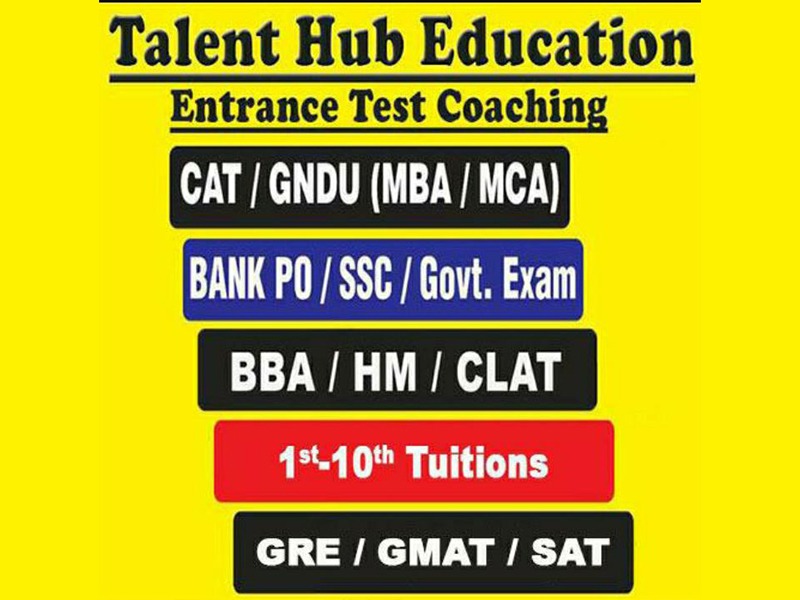 Talent Hub Education
Entrance Test Coaching
CAT / GNDU (MBA / MCA)
BANK PO / SSC / Govt. Exam
BBA / HM / CLAT
1st-10th Tuitions
GRE / GMAT / SAT